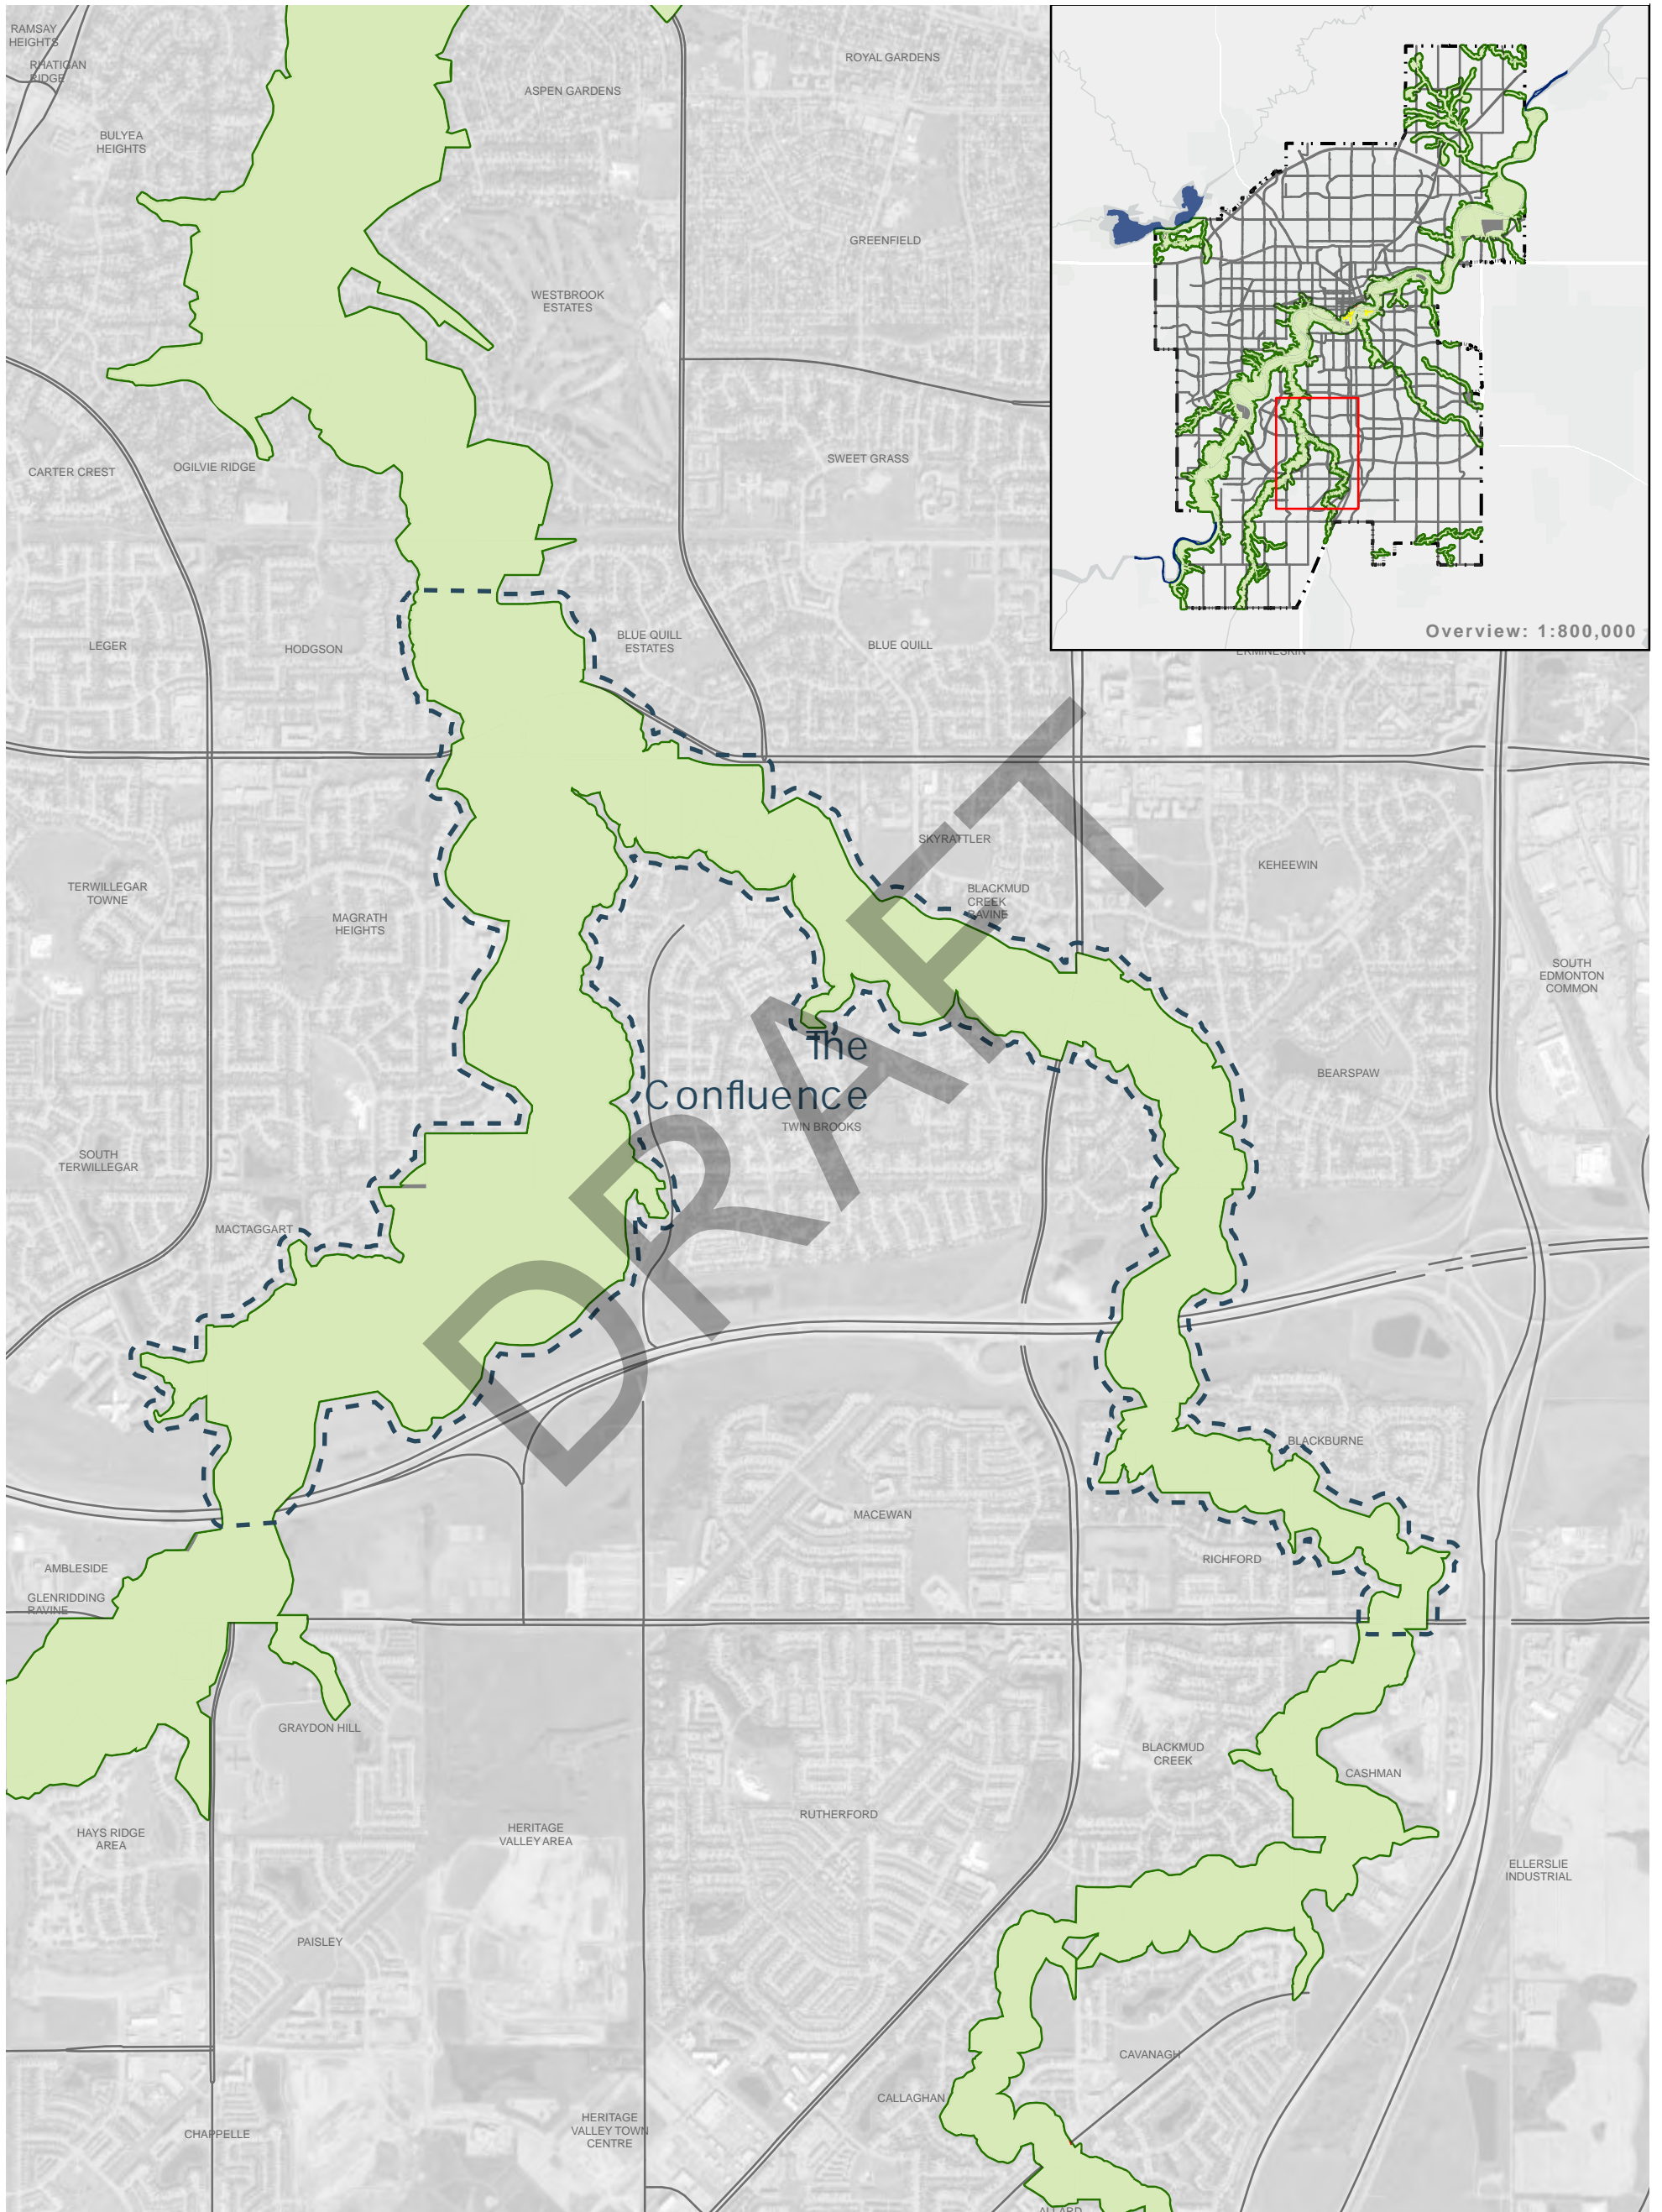 RAMSAY
HEIGHTS
RHATIGAN
RIDGE
ROYAL GARDENS
ASPEN GARDENS
BULYEA
HEIGHTS
GREENFIELD
WESTBROOK
ESTATES
SWEET GRASS
OGILVIE RIDGE
CARTER CREST
Overview: 1:800,000
ERMINESKIN
BLUE QUILL
ESTATES
BLUE QUILL
LEGER
HODGSON
SKYRATTLER
KEHEEWIN
TERWILLEGAR
TOWNE
BLACKMUD
CREEK
RAVINE
MAGRATH
HEIGHTS
SOUTH
EDMONTON
COMMON
The
Confluence
BEARSPAW
TWIN BROOKS
SOUTH
TERWILLEGAR
DRAFT
MACTAGGART
BLACKBURNE
MACEWAN
RICHFORD
AMBLESIDE
GLENRIDDING
RAVINE
GRAYDON HILL
BLACKMUD
CREEK
CASHMAN
RUTHERFORD
HERITAGE
VALLEY AREA
HAYS RIDGE
AREA
ELLERSLIE
INDUSTRIAL
PAISLEY
CAVANAGH
CALLAGHAN
HERITAGE
VALLEY TOWN
CENTRE
CHAPPELLE
ALLARD